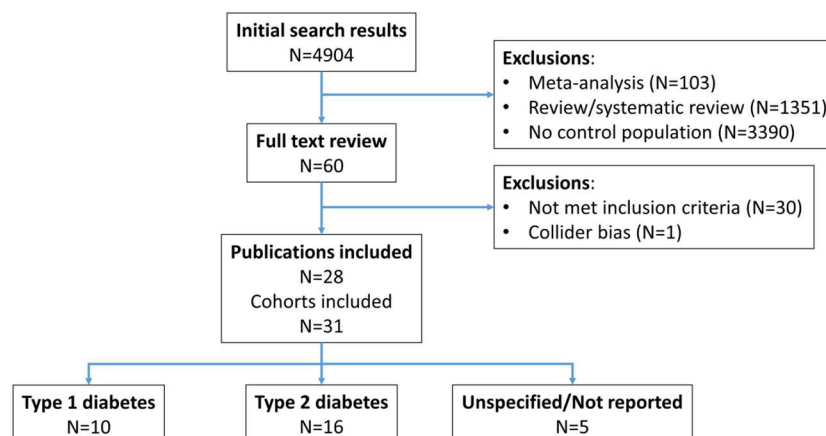 Initial search results
N=4904
Exclusions:
• Meta-analysis (N=103)
• Review/systematic review (N=1351)
• No control population (N=3390)
Full text review
N=60
Exclusions:
• Not met inclusion criteria (N=30)
• Collider bias (N=1)
Publications included
N=28
Cohorts included
N=31
Type 1 diabetes
N=10
Type 2 diabetes
N=16
Unspecified/Not reported
N=5